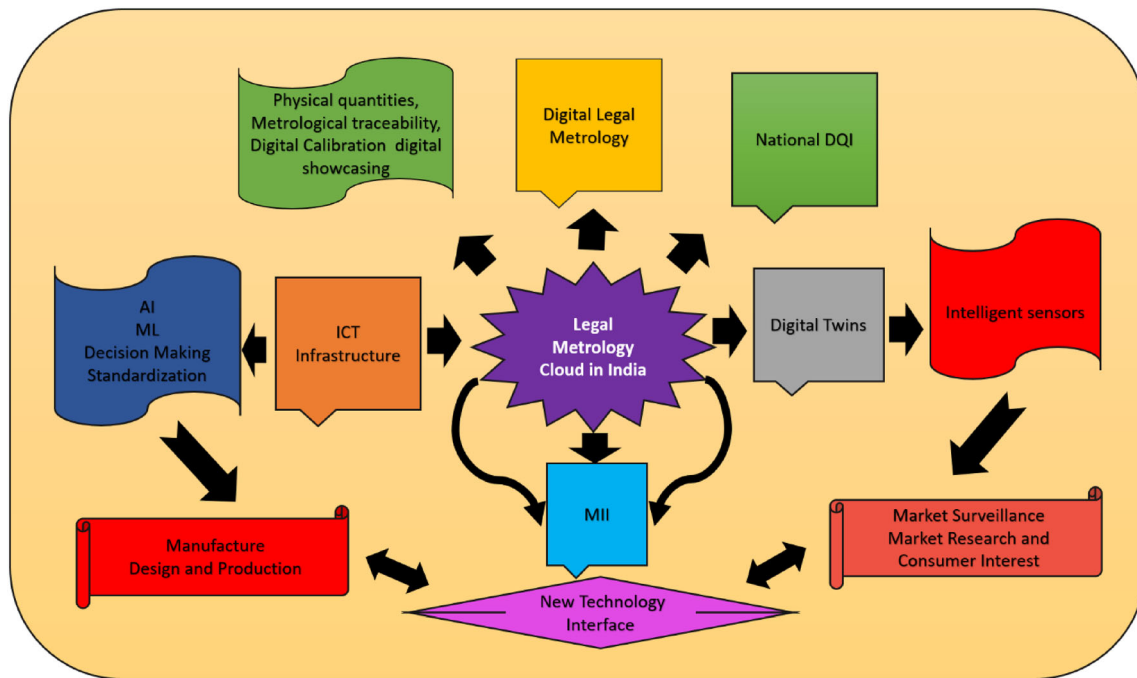 Physical quantities,
Metrological traceability,
Digital Calibration digital
showcasing
Digital Legal
Metrology
National DQI
AI
ML
Decision Making
Standardization
ICT
Infrastructure
Legal
Metrology
Cloud in India
Digital Twins
Intelligent sensors
MII
Manufacture
Design and Production
Market Surveillance
Market Research and
Consumer Interest
New Technology
Interface